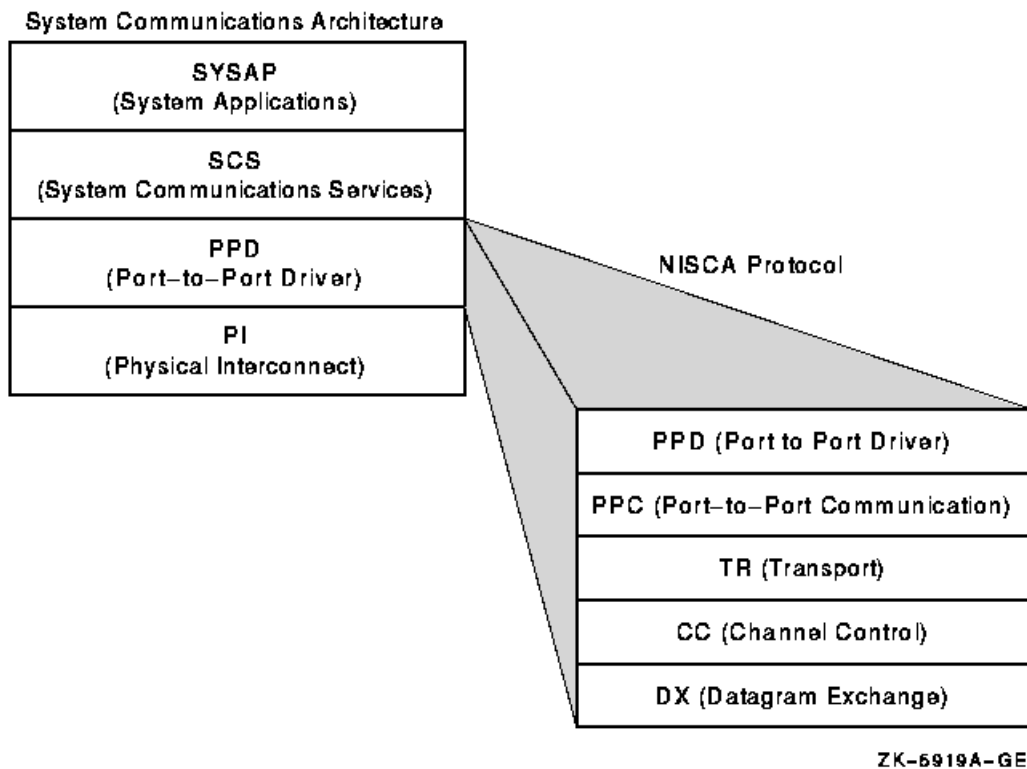 System Communications Architecture
SYSAP
(System Applications)
SCS
(System Communications Services)
PPD
(Port–to–Port Driver)
PI
(Physical Interconnect)
NISCA Protocol
PPD (Port to Port Driver)
PPC (Port–to–Port Communication)
TR (Transport)
CC (Channel Control)
DX (Datagram Exchange)
ZK–5919A–GE